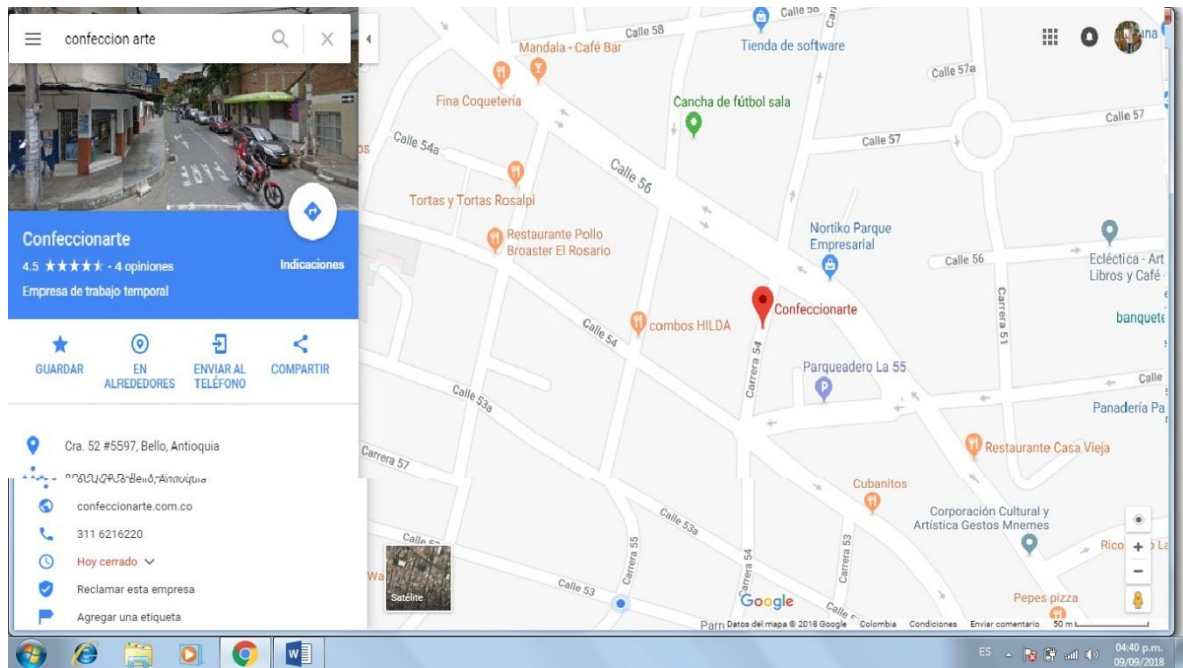 confeccion arte
Confeccionarte
4.5 ★★★★★ - 4 opiniones
Indicaciones
Empresa de trabajo temporal
GUARDAR
EN ALREDEDORES
ENVIAR AL TELÉFONO
COMPARTIR
Cra. 52 #5597, Bello, Antioquia
confeccionarte.com.co
311 6216220
Hoy cerrado
Reclamar esta empresa
Agregar una etiqueta
Calle 58
Calle 58
Mandala - Café Bar
Tienda de software
Calle 57a
Fina Coquetería
Cancha de fútbol sala
Calle 57
Calle 57
Calle 54a
Calle 56
Tortas y Tortas Rosalpi
Restaurante Pollo
Broaster El Rosario
Nortiko Parque
Empresarial
Calle 56
Ecléctica - Art
Libros y Café
Carrera 51
Confeccionarte
combos HILDA
Calle 54
banquete
Carrera 54
Parqueadero La 55
Calle
Calle 53a
Panadería Pa
Restaurante Casa Vieja
Carrera 57
Cubanitos
Corporación Cultural y
Artística Gestos Mnemes
Calle 53a
Carrera 55
Carrera 54
Carrera 53
Rico
La
Calle 53
Satélite
Google
Pepes pizza
Datos del mapa © 2018 Google
Colombia
Condiciones
Enviar comentario
50 m
ES
04:40 p.m.
09/09/2018